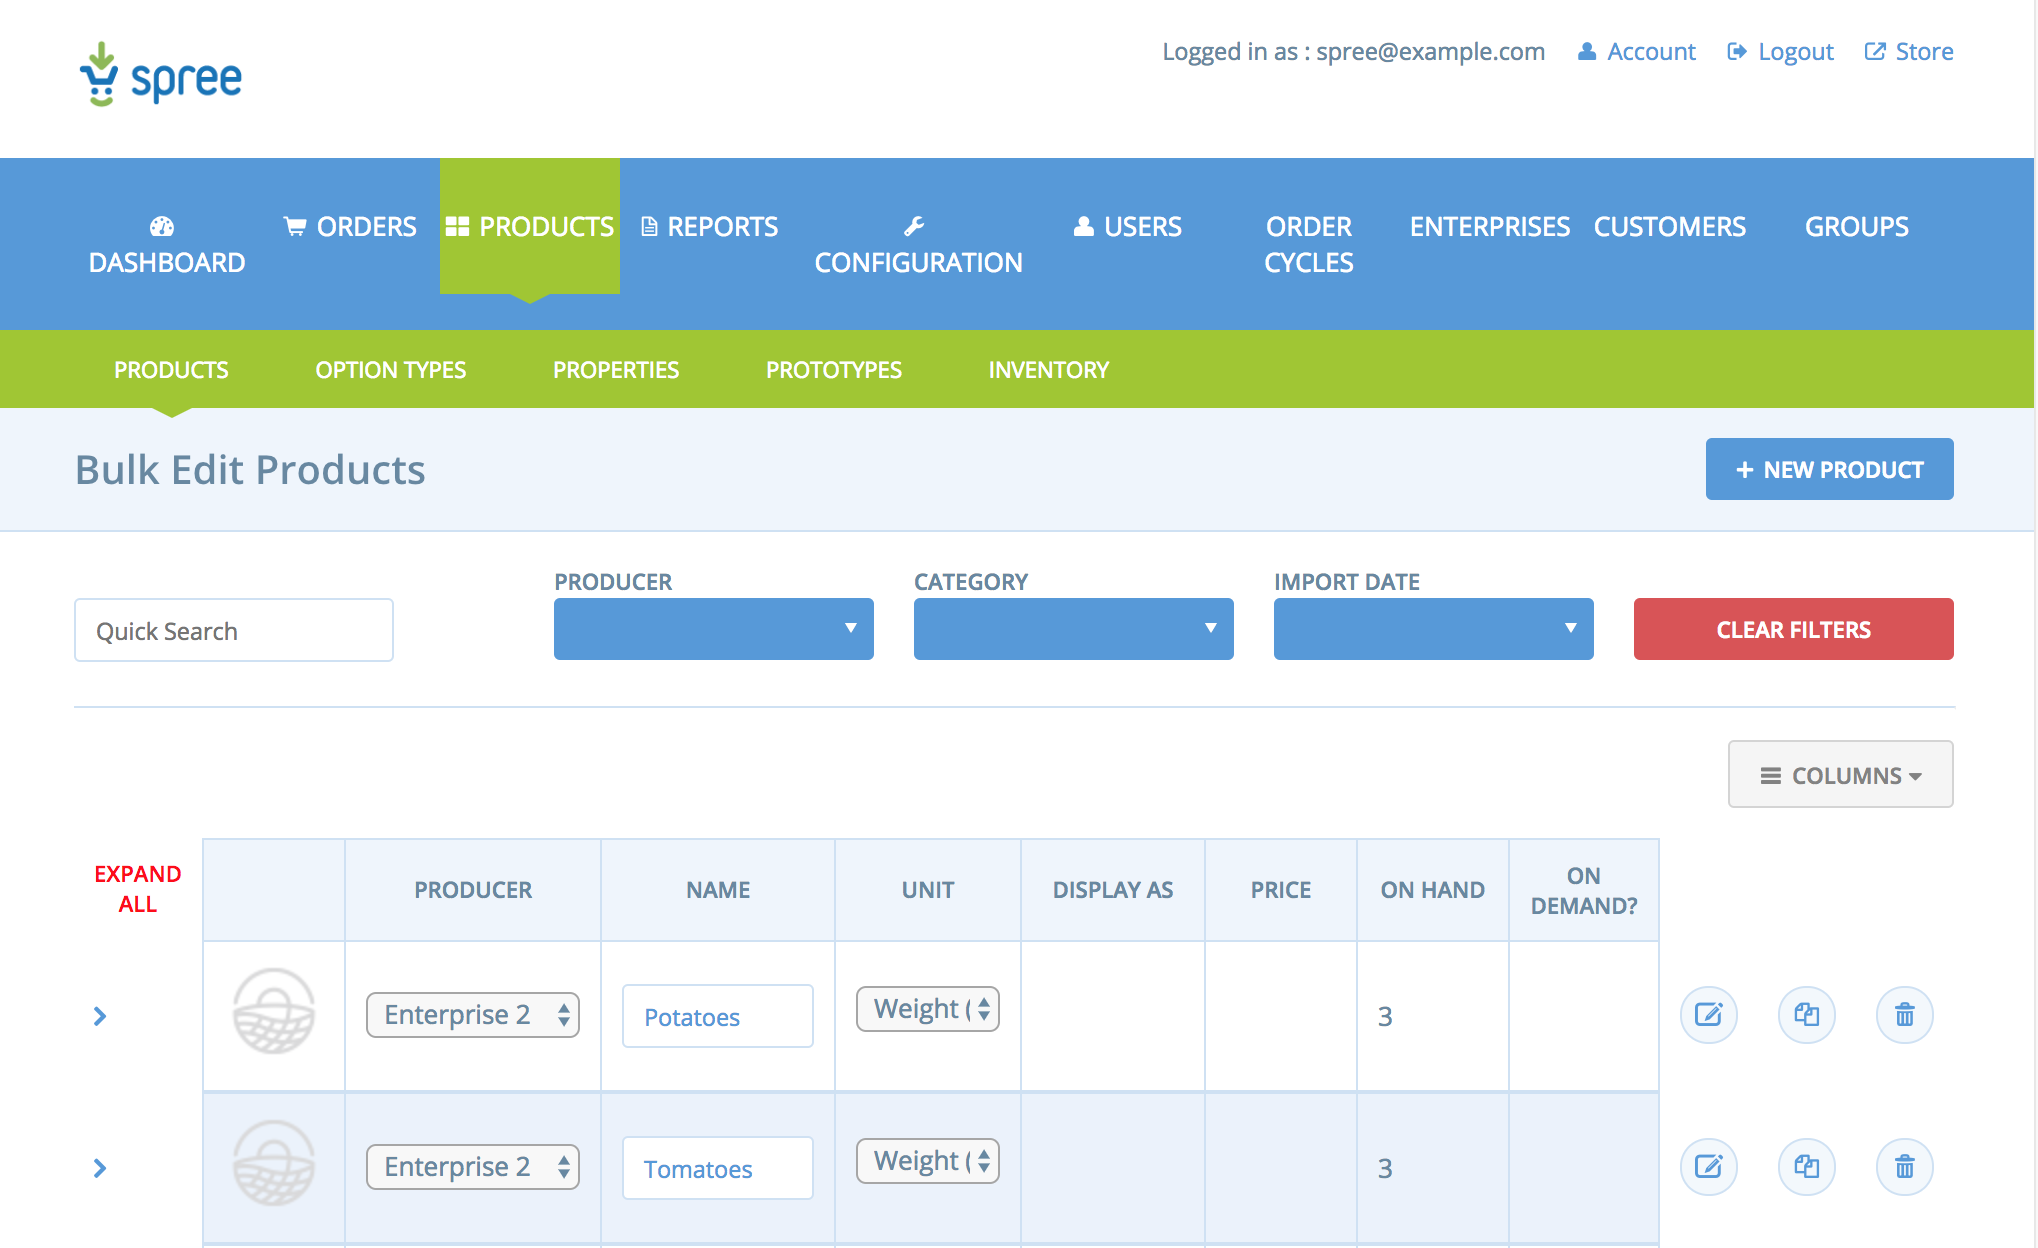 spree
Logged in as : spree@example.com Account Logout Store
DASHBOARD
ORDERS
PRODUCTS
REPORTS
CONFIGURATION
USERS
ORDER
CYCLES
ENTERPRISES
CUSTOMERS
GROUPS
PRODUCTS OPTION TYPES PROPERTIES PROTOTYPES INVENTORY
Bulk Edit Products
+ NEW PRODUCT
Quick Search
PRODUCER
CATEGORY
IMPORT DATE
CLEAR FILTERS
COLUMNS
EXPAND
ALL
PRODUCER
NAME
UNIT
DISPLAY AS
PRICE
ON HAND
ON
DEMAND?
Enterprise 2 Potatoes Weight ( 3
Enterprise 2 Tomatoes Weight ( 3